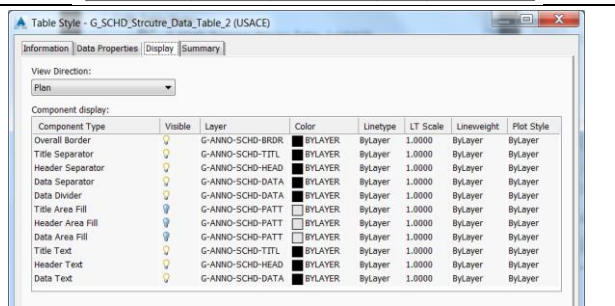 Table Style - G_SCHD_Strcutre_Data_Table_2 (USACE)
Information Data Properties Display Summary
View Direction:
Plan
Component display:
Component Type Visible Layer Color Linetype LT Scale Lineweight Plot Style
Overall Border G-ANNO-SCHD-BRDR BYLAYER ByLayer 1.0000 ByLayer ByLayer
Title Separator G-ANNO-SCHD-TITL BYLAYER ByLayer 1.0000 ByLayer ByLayer
Header Separator G-ANNO-SCHD-HEAD BYLAYER ByLayer 1.0000 ByLayer ByLayer
Data Separator G-ANNO-SCHD-DATA BYLAYER ByLayer 1.0000 ByLayer ByLayer
Data Divider G-ANNO-SCHD-DATA BYLAYER ByLayer 1.0000 ByLayer ByLayer
Title Area Fill G-ANNO-SCHD-PATT BYLAYER ByLayer 1.0000 ByLayer ByLayer
Header Area Fill G-ANNO-SCHD-PATT BYLAYER ByLayer 1.0000 ByLayer ByLayer
Data Area Fill G-ANNO-SCHD-PATT BYLAYER ByLayer 1.0000 ByLayer ByLayer
Title Text G-ANNO-SCHD-TITL BYLAYER ByLayer 1.0000 ByLayer ByLayer
Header Text G-ANNO-SCHD-HEAD BYLAYER ByLayer 1.0000 ByLayer ByLayer
Data Text G-ANNO-SCHD-DATA BYLAYER ByLayer 1.0000 ByLayer ByLayer